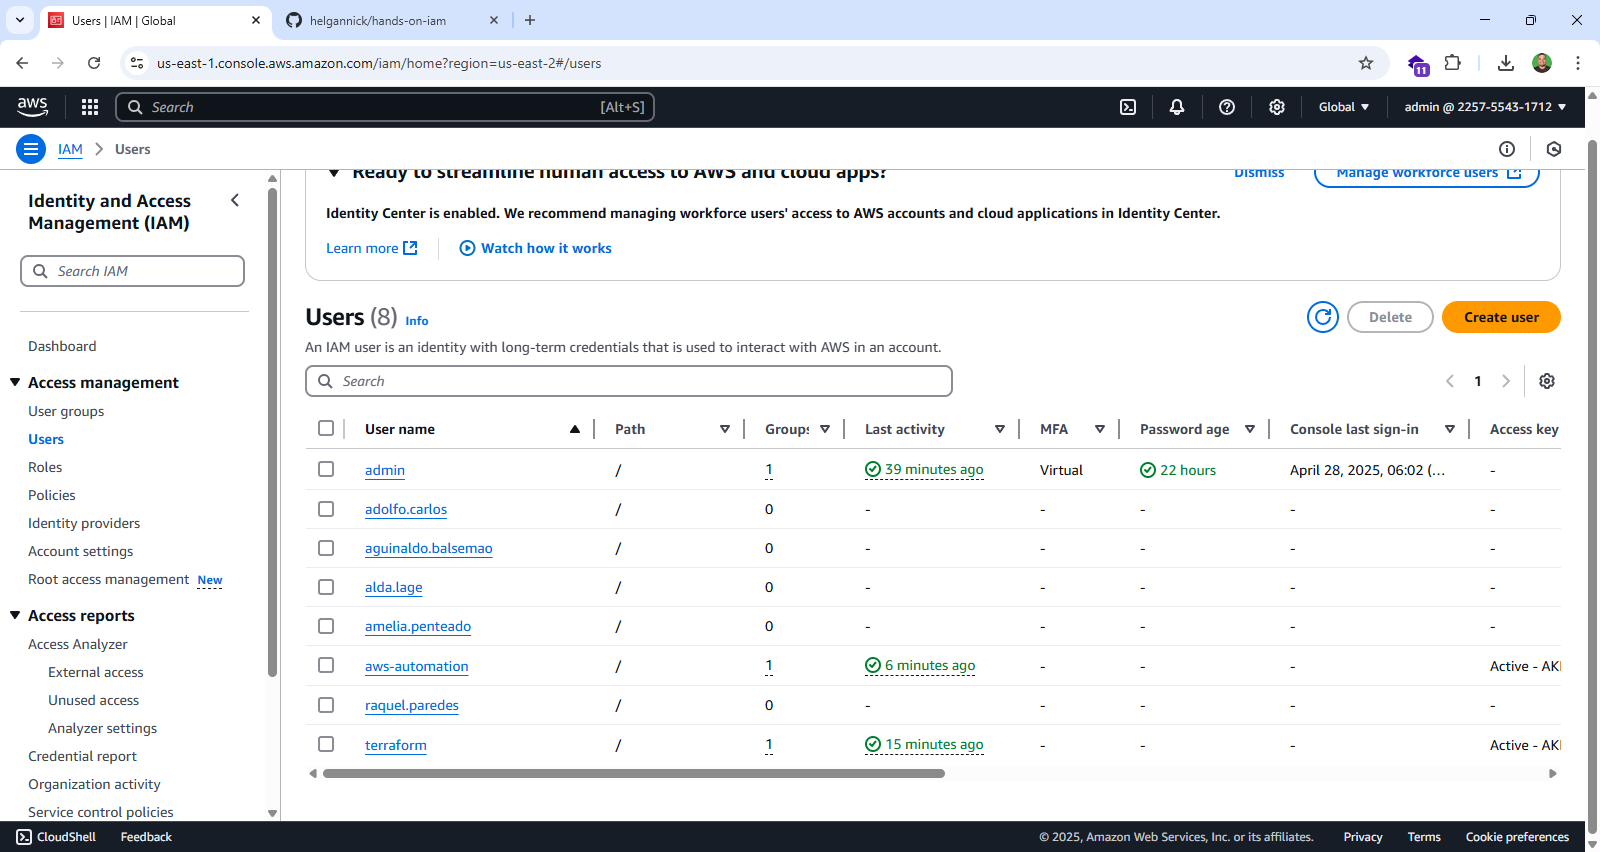 Users | IAM | Global
helgannick/hands-on-iam
us-east-1.console.aws.amazon.com/iam/home?region=us-east-2#/users
11
aws
Search
[Alt+S]
Global
admin @ 2257-5543-1712
IAM
Users
Identity and Access Management (IAM)
Search IAM
Dashboard
Access management
User groups
Users
Roles
Policies
Identity providers
Account settings
Root access management New
Access reports
Access Analyzer
External access
Unused access
Analyzer settings
Credential report
Organization activity
Service control policies
Ready to streamline human access to AWS and cloud apps?
Dismiss
Manage workforce users
Identity Center is enabled. We recommend managing workforce users' access to AWS accounts and cloud applications in Identity Center.
Learn more
Watch how it works
Users (8) Info
Delete
Create user
An IAM user is an identity with long-term credentials that is used to interact with AWS in an account.
Search
1
User name Path Groups Last activity MFA Password age Console last sign-in Access key
admin / 1 39 minutes ago Virtual 22 hours April 28, 2025, 06:02 (... -
adolfo.carlos / 0 - - - - -
aguinaldo.balsemao / 0 - - - - -
alda.lage / 0 - - - - -
amelia.penteado / 0 - - - - -
aws-automation / 1 6 minutes ago - - - Active - AKI
raquel.paredes / 0 - - - - -
terraform / 1 15 minutes ago - - - Active - AKI
CloudShell
Feedback
© 2025, Amazon Web Services, Inc. or its affiliates.
Privacy
Terms
Cookie preferences